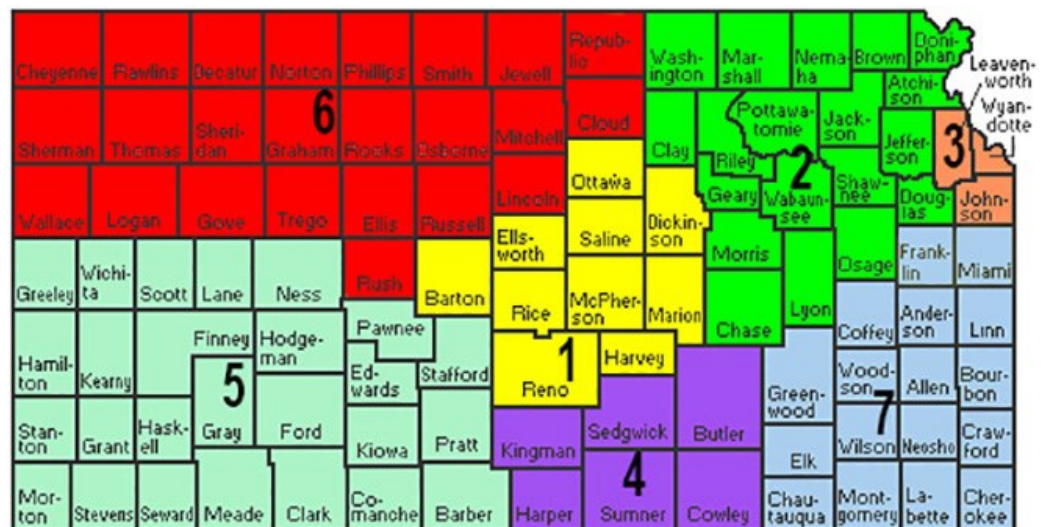 Cheyenne
Rawlins
Decatur
Norton
Phillips
Smith
Jewell
Repub-
lic
Wash-
ington
Mar-
shall
Nema-
ha
Brown
Doni-
phan
Leaven-
worth
Wyan-
dotte
Atchi-
son
Sherman
Thomas
Sheri-
dan
Graham
6
Rooks
Osborne
Mitchell
Cloud
Clay
Riley
Pottawa-
tomie
Jack-
son
Jeffer-
son
3
Wallace
Logan
Gove
Trego
Ellis
Russell
Lincoln
Ottawa
Dickin-
son
Geary
2
Wabaun-
see
Shaw-
nee
Doug-
las
John-
son
Ells-
worth
Saline
Morris
Osage
Frank-
lin
Miami
Greeley
Wichi-
ta
Scott
Lane
Ness
Rush
Barton
Rice
McPher-
son
Marion
Chase
Lyon
Coffey
Ander-
son
Linn
Hamil-
ton
Kearny
Finney
Hodge-
man
Pawnee
Ed-
wards
Stafford
Reno
1
Harvey
Green-
wood
Wood-
son
Allen
Bour-
bon
Stan-
ton
Grant
Hask-
ell
5
Gray
Ford
Kiowa
Pratt
Kingman
Sedgwick
Butler
Elk
7
Wilson
Neosho
Craw-
ford
Mor-
ton
Stevens
Seward
Meade
Clark
Co-
manche
Barber
Harper
4
Sumner
Cowley
Chau-
tauqua
Mont-
gomery
La-
bette
Cher-
okee